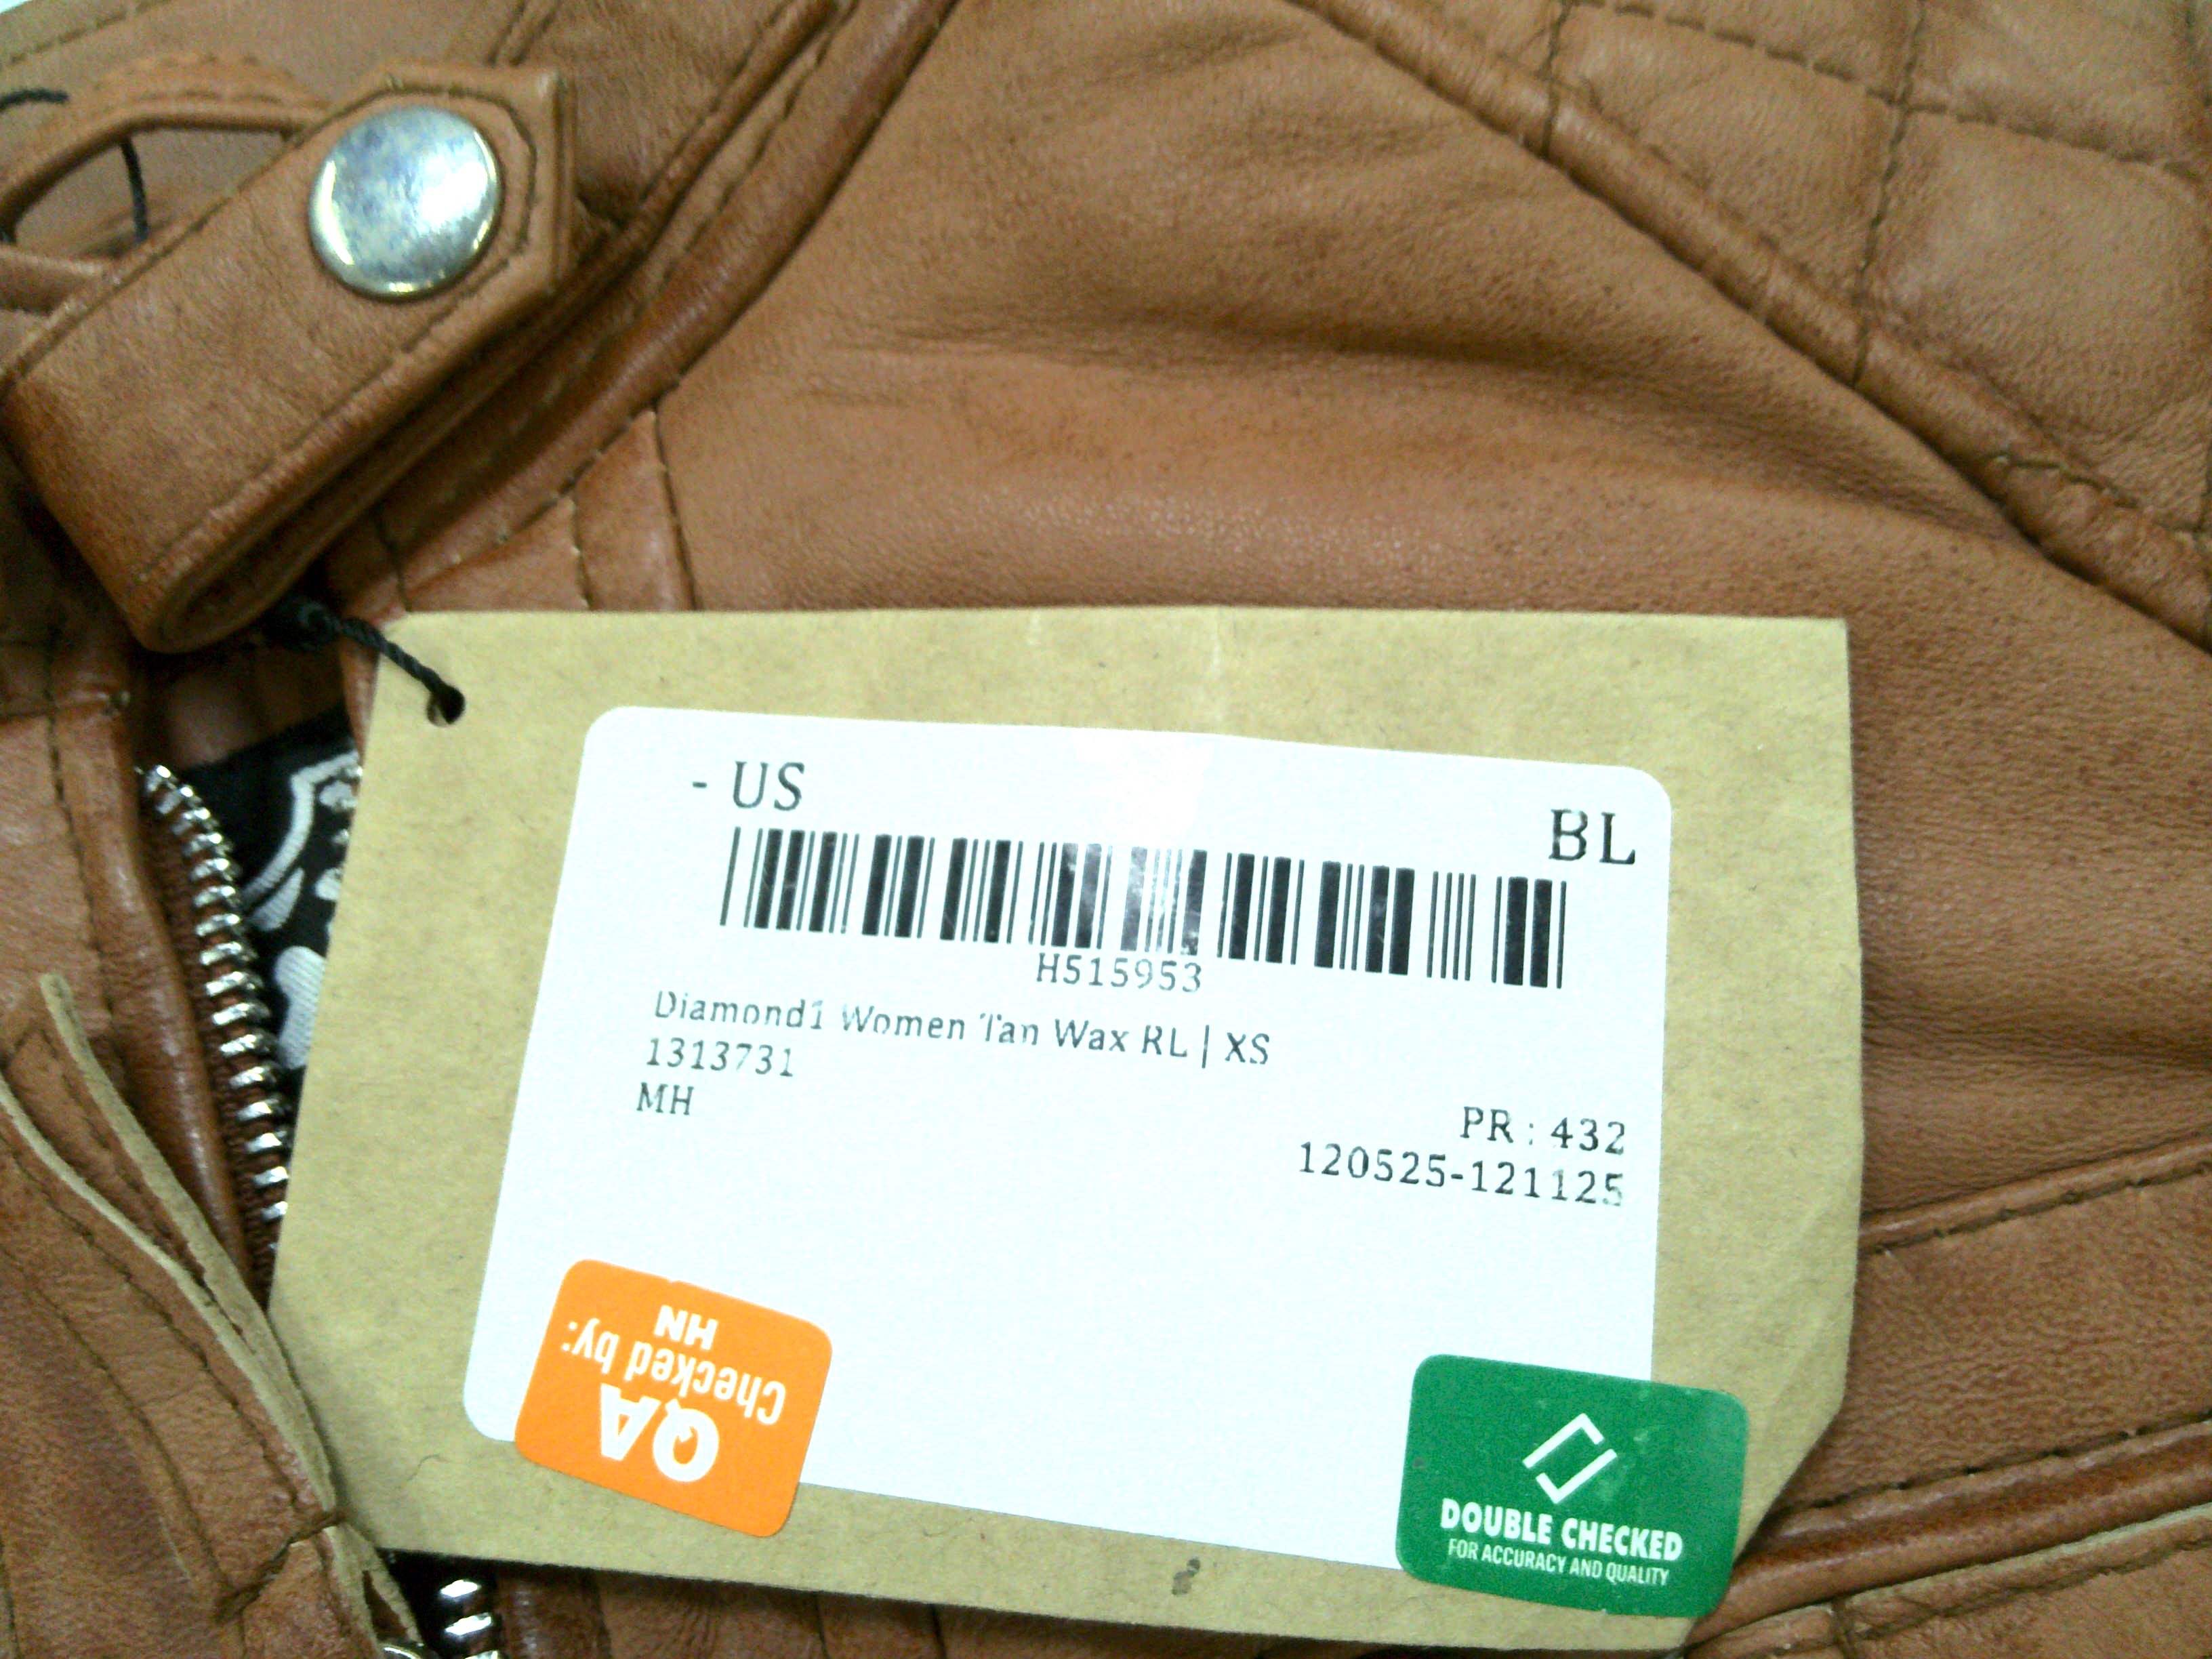 - US
BL
H515953
Diamond1 Women Tan Wax RL | XS
1313731
MH
PR : 432
120525-121125
QA
Checked by:
HN
DOUBLE CHECKED
FOR ACCURACY AND QUALITY